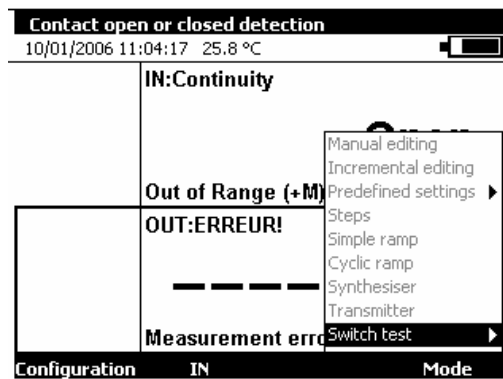 Contact open or closed detection
10/01/2006 11:04:17 25.8 °C
IN:Continuity
Out of Range (+M)
OUT:ERREUR!
– – – –
Measurement erro
Manual editing
Incremental editing
Predefined settings
Steps
Simple ramp
Cyclic ramp
Synthesiser
Transmitter
Switch test
Configuration IN Mode